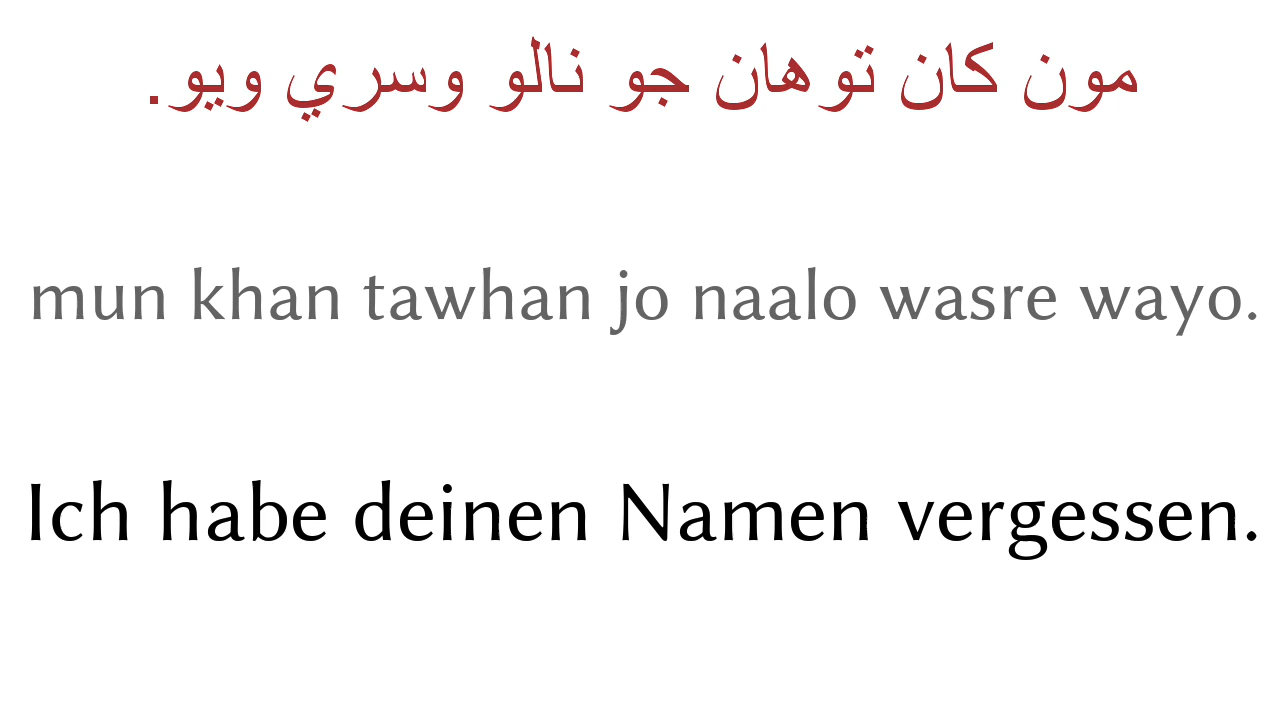 مون کان توهان جو نالو وسري ويو.
mun khan tawhan jo naalo wasre wayo.
Ich habe deinen Namen vergessen.